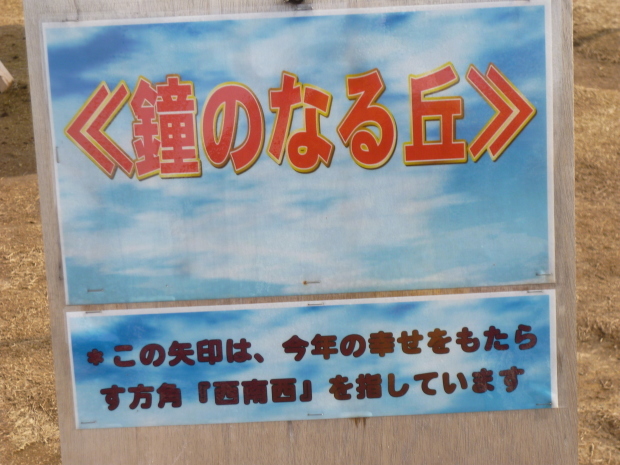 《鐘のなる丘》
*この矢印は、今年の幸せをもたら
す方角『西南西』を指しています